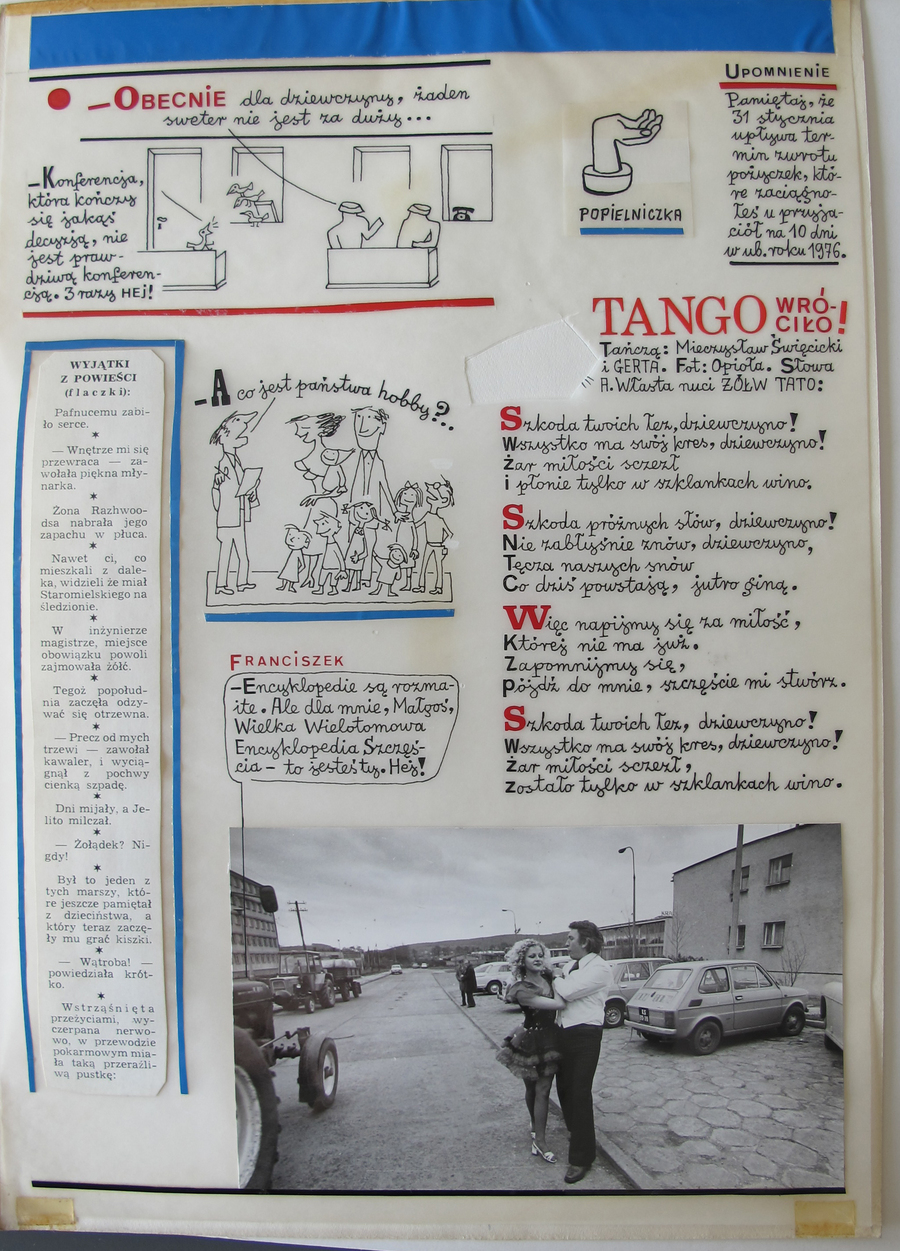 – OBECNIE dla dziewczyny, żaden
sweter nie jest za duży...
– Konferencja,
która kończy
się jakąś
decyzją, nie
jest praw-
dziwą konferen-
cją. 3 razy HEJ!
POPIELNICZKA
UPOMNIENIE
Pamiętaj, że
31 stycznia
upływa ter-
min zwrotu
pożyczek, któ-
re zaciągną-
łeś u przyja-
ciół na 10 dni
w ub. roku 1976.
WYJĄTKI
Z POWIEŚCI
(flaczki):
Pafnucemu zabi-
ło serce.
— Wnętrze mi się
przewraca — za-
wołała piękna mły-
narka.
Żona Razhwoo-
dsa nabrała jego
zapachu w płuca.
Nawet ci, co
mieszkali z dale-
ka, widzieli że miał
Staromielskiego na
śledzionie.
W inżynierze
magistrze, miejsce
obowiązku powoli
zajmowała żółć.
Tegoż popołud-
nia zaczęła odzy-
wać się otrzewna.
— Precz od mych
trzewi — zawołał
kawaler, i wycią-
gnął z pochwy
cienką szpadę.
Dni mijały, a Je-
lito milczał.
— Żołądek? Ni-
gdy!
Był to jeden z
tych marszy, któ-
re jeszcze pamiętał
z dzieciństwa, a
który teraz zaczę-
ły mu grać kiszki.
— Wątroba! —
powiedziała krót-
ko.
Wstrząśnięta
przeżyciami, wy-
czerpana nerwo-
wo, w przewodzie
pokarmowym mia-
ła taką przeraźli-
wą pustkę:
– A co jest państwa hobby?..
FRANCISZEK
– Encyklopedie są rozma-
ite. Ale dla mnie, Małgoś,
Wielka Wielotomowa
Encyklopedia Szczęś-
cia – to jesteś ty. Hej!
TANGO WRÓ-
CIŁO!
Tańczą: Mieczysław Święcicki
i GERTA. Fot: Opioła. Słowa
A. Własta nuci ŻÓŁW TATO:
Szkoda twoich łez, dziewczyno!
Wszystko ma swój kres, dziewczyno!
Żar miłości sczezł
i płonie tylko w szklankach wino.
Szkoda próżnych słów, dziewczyno!
Nie zabłyśnie znów, dziewczyno,
Tęcza naszych snów
Co dziś powstają, jutro giną.
Więc napijmy się za miłość,
Której nie ma już.
Zapomnijmy się,
pójdź do mnie, szczęście mi stwórz.
Szkoda twoich łez, dziewczyno!
Wszystko ma swój kres, dziewczyno!
Żar miłości sczezł,
zostało tylko w szklankach wino.